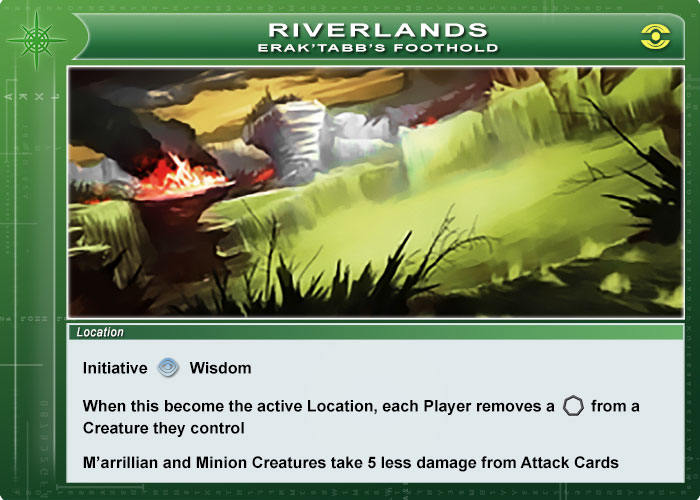 RIVERLANDS
ERAK'TABB'S FOOTHOLD
Location
Initiative Wisdom
When this become the active Location, each Player removes a from a
Creature they control
M'arrillian and Minion Creatures take 5 less damage from Attack Cards